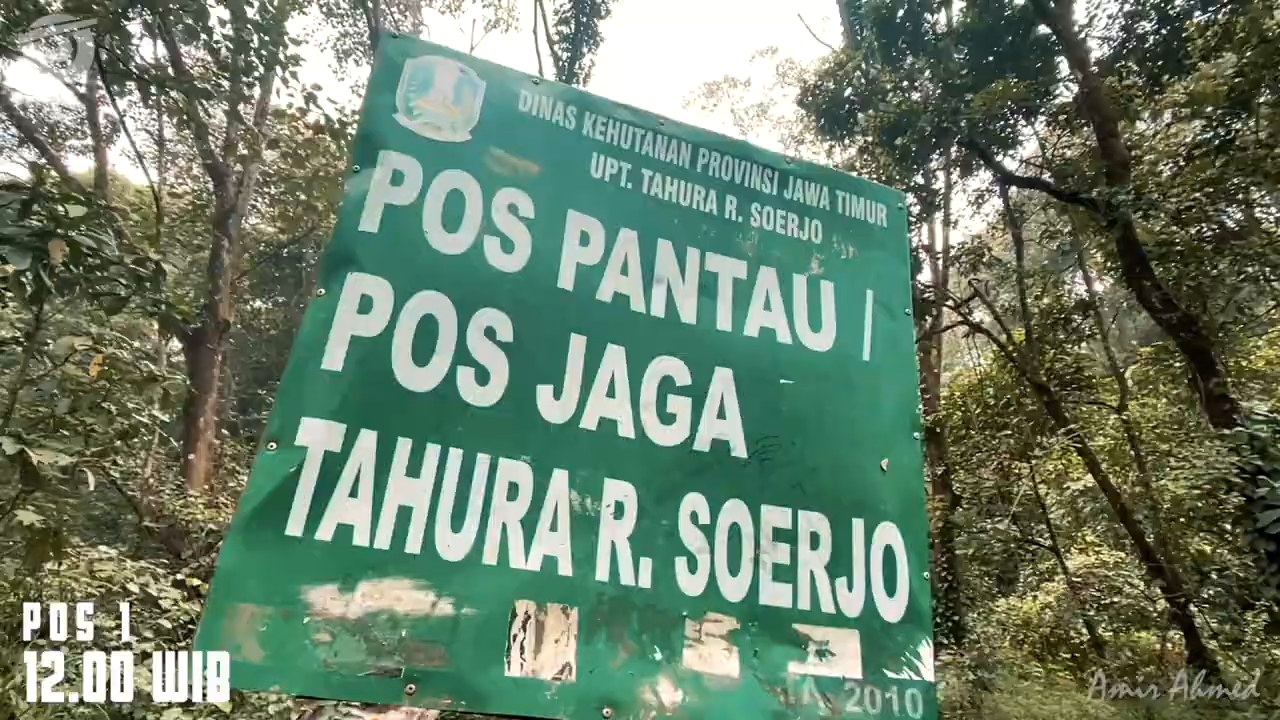 DINAS KEHUTANAN PROVINSI JAWA TIMUR
UPT. TAHURA R. SOERJO
POS PANTAU /
POS JAGA
TAHURA R. SOERJO
2010
POS 1
12.00 WIB
Amir Ahmed